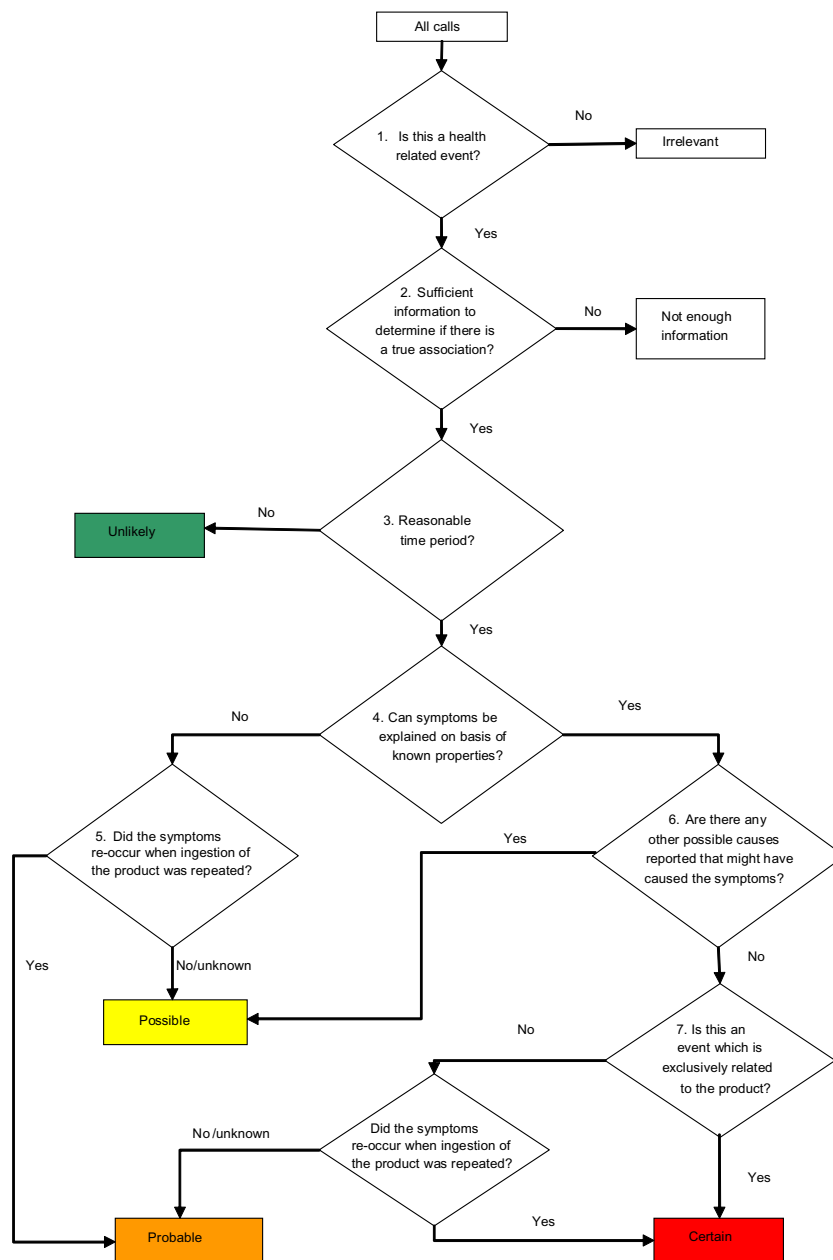 All calls
1. Is this a health
related event?
No
Irrelevant
Yes
2. Sufficient
information to
determine if there is
a true association?
No
Not enough
information
Yes
3. Reasonable
time period?
No
Unlikely
Yes
4. Can symptoms be
explained on basis of
known properties?
No
Yes
5. Did the symptoms
re-occur when ingestion of
the product was repeated?
6. Are there any
other possible causes
reported that might have
caused the symptoms?
Yes
Yes
No/unknown
Possible
No
7. Is this an
event which is
exclusively related
to the product?
No
Did the symptoms
re-occur when ingestion of
the product was repeated?
No/unknown
Yes
Yes
Probable
Certain